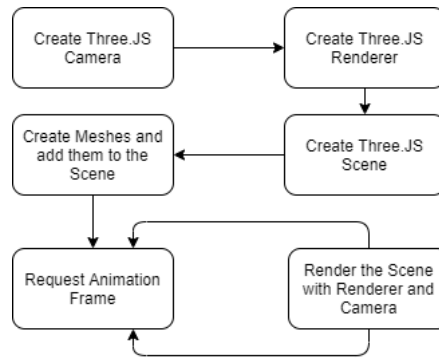 Create Three.JS
Camera
Create Three.JS
Renderer
Create Meshes and
add them to the
Scene
Create Three.JS
Scene
Request Animation
Frame
Render the Scene
with Renderer and
Camera